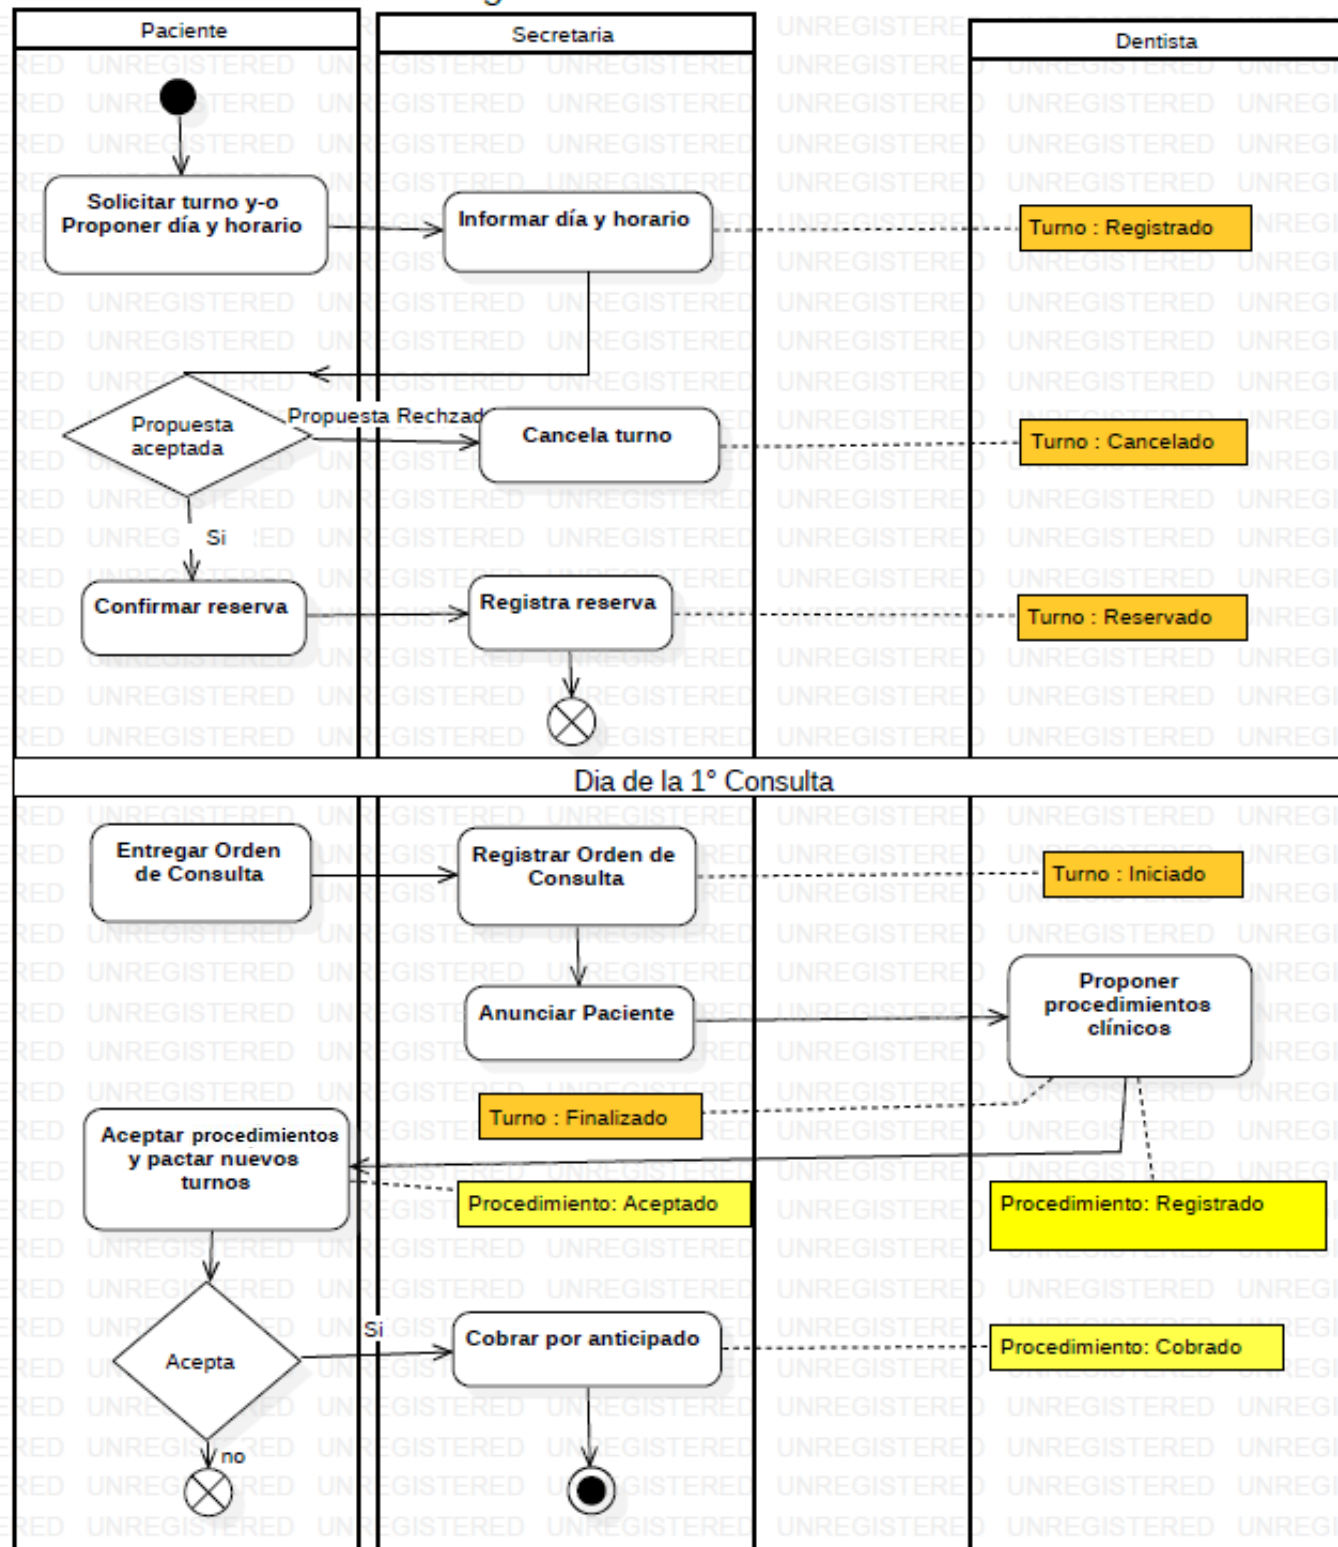 Paciente
Secretaria
Dentista
Solicitar turno y-o
Proponer día y horario
Informar día y horario
Turno : Registrado
Propuesta
aceptada
Propuesta Rechzad
Cancela turno
Turno : Cancelado
Si
Confirmar reserva
Registra reserva
Turno : Reservado
Dia de la 1° Consulta
Entregar Orden
de Consulta
Registrar Orden de
Consulta
Turno : Iniciado
Anunciar Paciente
Proponer
procedimientos
clínicos
Turno : Finalizado
Aceptar procedimientos
y pactar nuevos
turnos
Procedimiento: Aceptado
Procedimiento: Registrado
Acepta
Si
Cobrar por anticipado
Procedimiento: Cobrado
no
UNREGISTERED